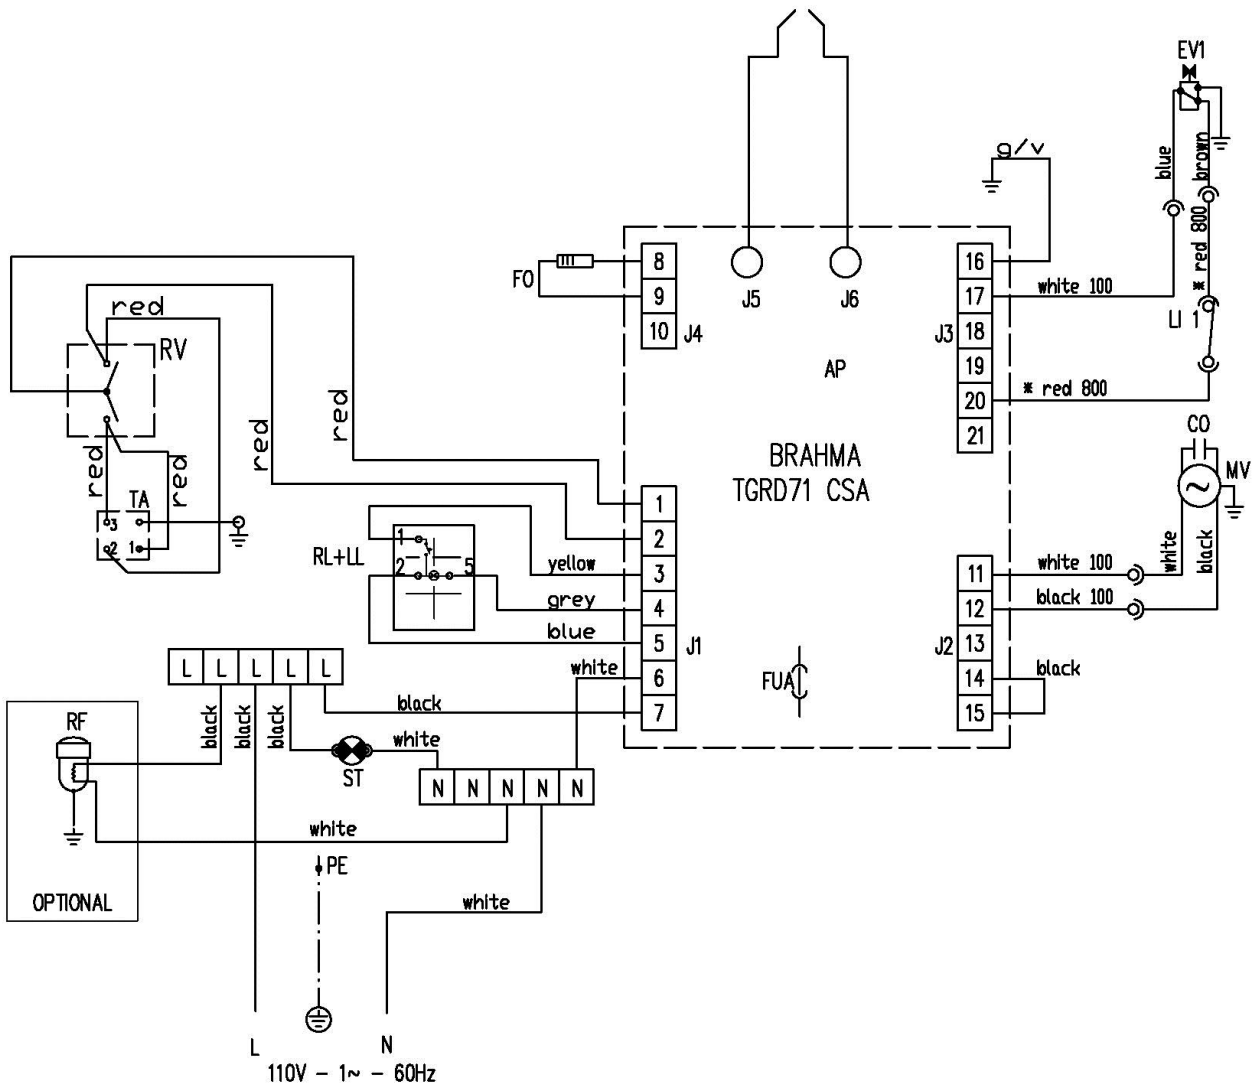 EV1
g/v
blue
brown
* red 800
8
FO
9
J5
J6
10
J4
16
17
white 100
J3
18
LI 1
19
20
* red 800
21
AP
BRAHMA
TGRD71 CSA
red
RV
red
red
red
red
TA
3
2
1
1
2
3
4
5
6
7
J1
RL+LL
1
2
5
yellow
grey
blue
white
black
CO
MV
~
white
black
11
white 100
12
black 100
J2
13
14
black
15
FUA
L L L L L
black
black
black
white
ST
N N N N N
RF
white
OPTIONAL
PE
white
L
N
110V - 1~ - 60Hz